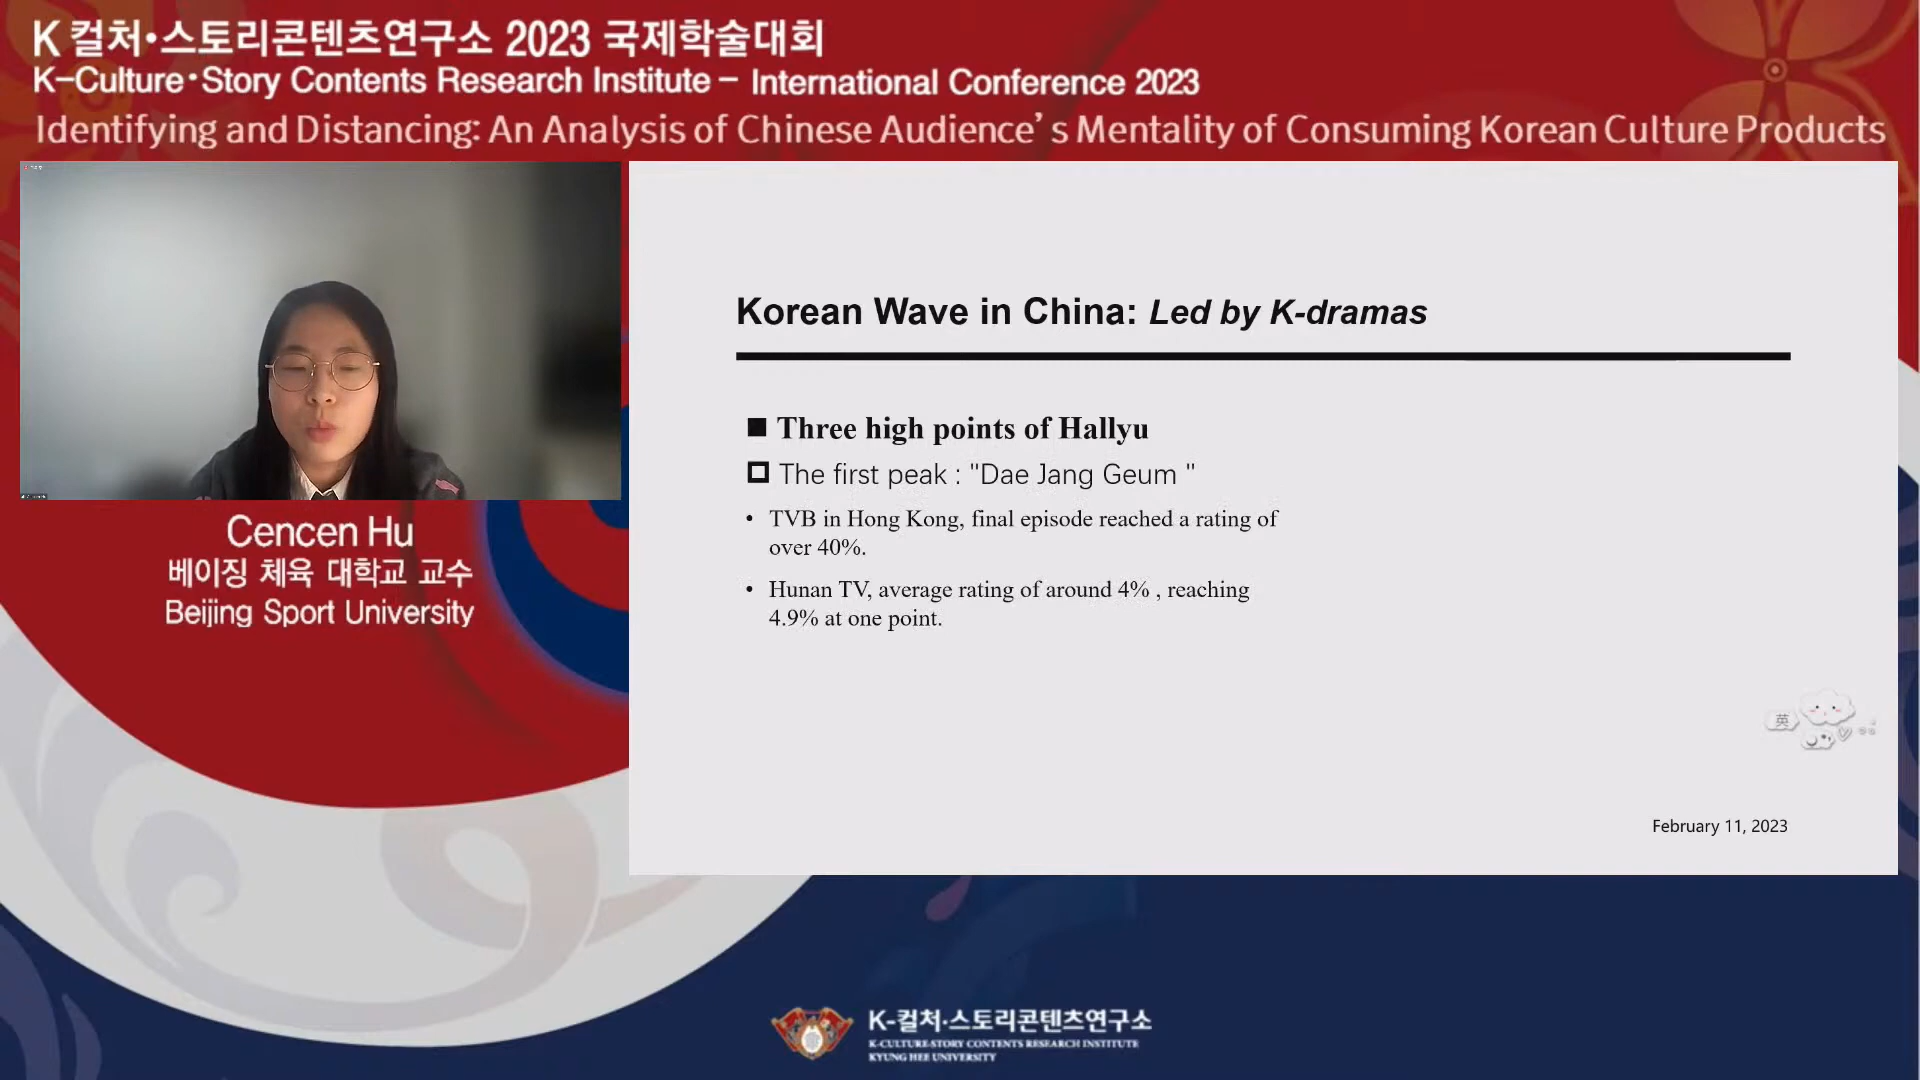 K 컬처•스토리콘텐츠연구소 2023 국제학술대회
K-Culture•Story Contents Research Institute - International Conference 2023
Identifying and Distancing: An Analysis of Chinese Audience's Mentality of Consuming Korean Culture Products
Cencen Hu
베이징 체육 대학교 교수
Beijing Sport University
Korean Wave in China: Led by K-dramas
Three high points of Hallyu
The first peak : "Dae Jang Geum "
• TVB in Hong Kong, final episode reached a rating of
over 40%.
• Hunan TV, average rating of around 4% , reaching
4.9% at one point.
英
February 11, 2023
K-컬처•스토리콘텐츠연구소
K-CULTURE•STORY CONTENTS RESEARCH INSTITUTE
KYUNG HEE UNIVERSITY